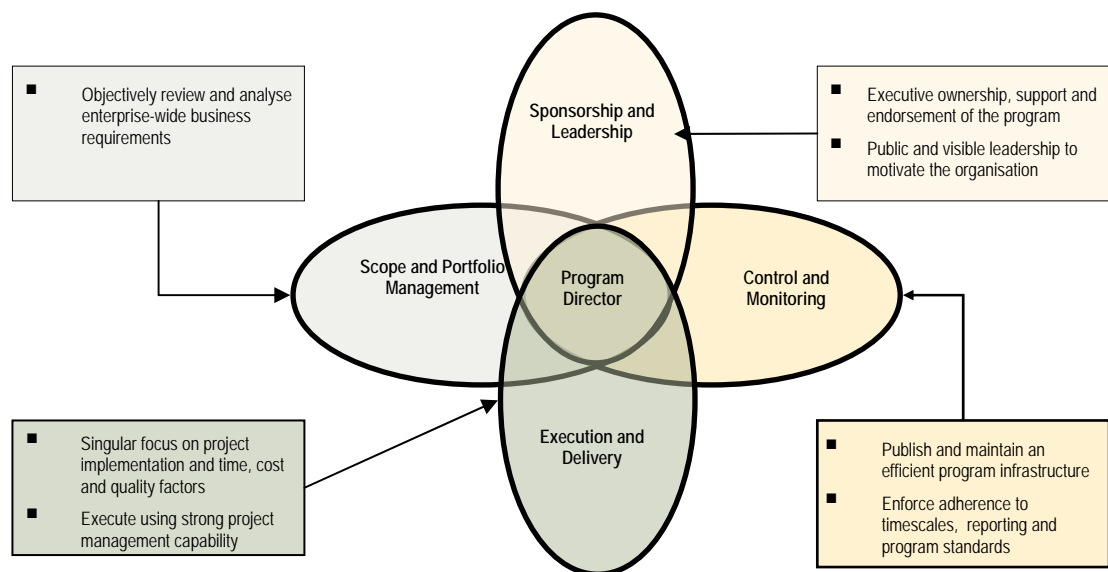 ■ Objectively review and analyse
enterprise-wide business
requirements
Sponsorship and
Leadership
■ Executive ownership, support and
endorsement of the program
■ Public and visible leadership to
motivate the organisation
Scope and Portfolio
Management
Program
Director
Control and
Monitoring
■ Singular focus on project
implementation and time, cost
and quality factors
■ Execute using strong project
management capability
Execution and
Delivery
■ Publish and maintain an
efficient program infrastructure
■ Enforce adherence to
timescales, reporting and
program standards